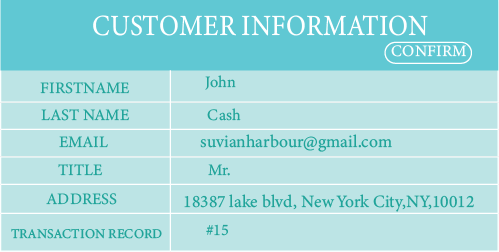 CUSTOMER INFORMATION
CONFIRM
FIRSTNAME John
LAST NAME Cash
EMAIL suvianharbour@gmail.com
TITLE Mr.
ADDRESS 18387 lake blvd, New York City,NY,10012
TRANSACTION RECORD #15